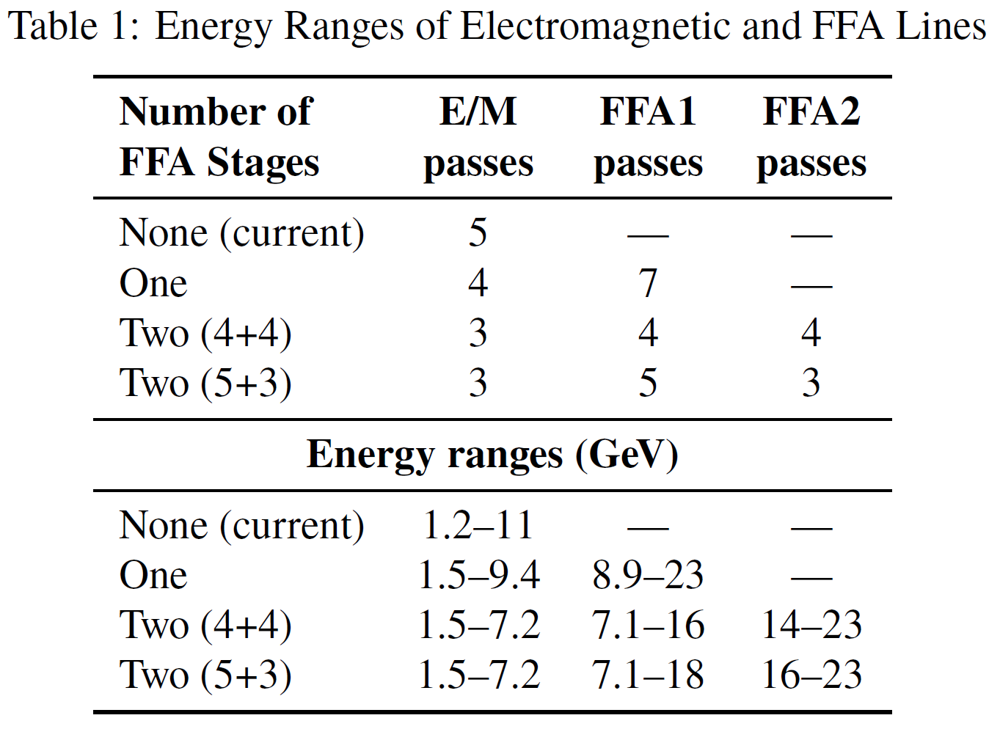 Table 1: Energy Ranges of Electromagnetic and FFA Lines
Number of FFA Stages E/M passes FFA1 passes FFA2 passes
None (current) 5 — —
One 4 7 —
Two (4+4) 3 4 4
Two (5+3) 3 5 3
Energy ranges (GeV)
None (current) 1.2–11 — —
One 1.5–9.4 8.9–23 —
Two (4+4) 1.5–7.2 7.1–16 14–23
Two (5+3) 1.5–7.2 7.1–18 16–23